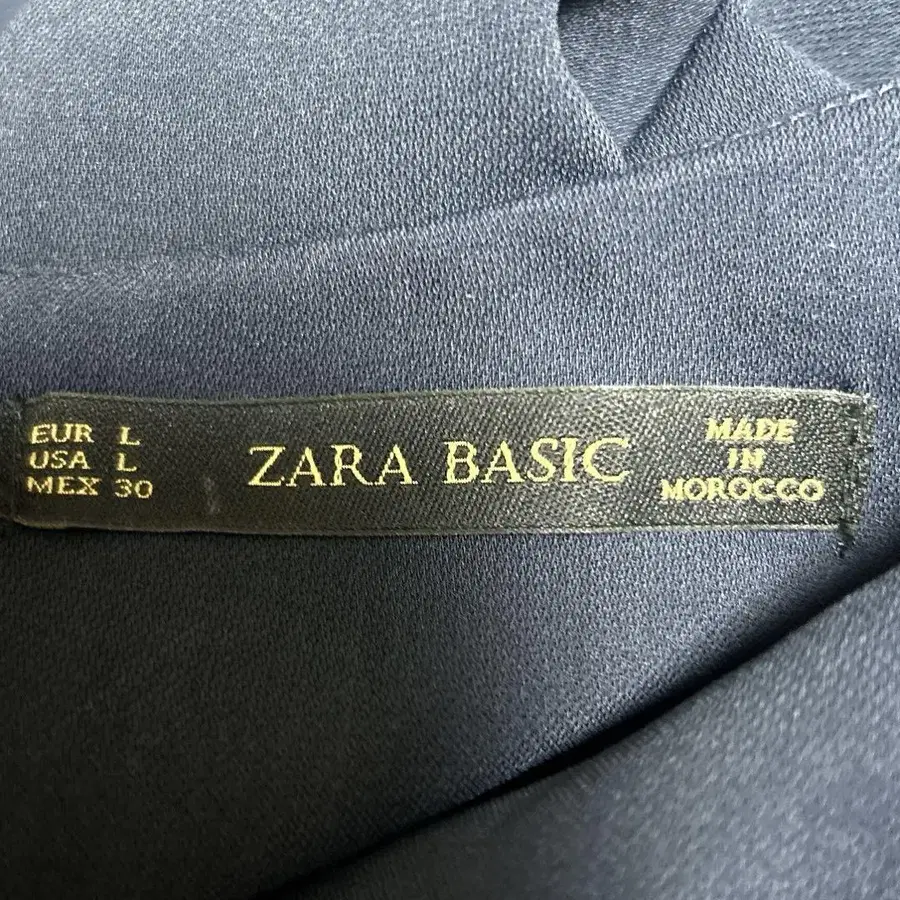 EUR L
USA L
MEX 30
ZARA BASIC
MADE
IN
MOROCCO